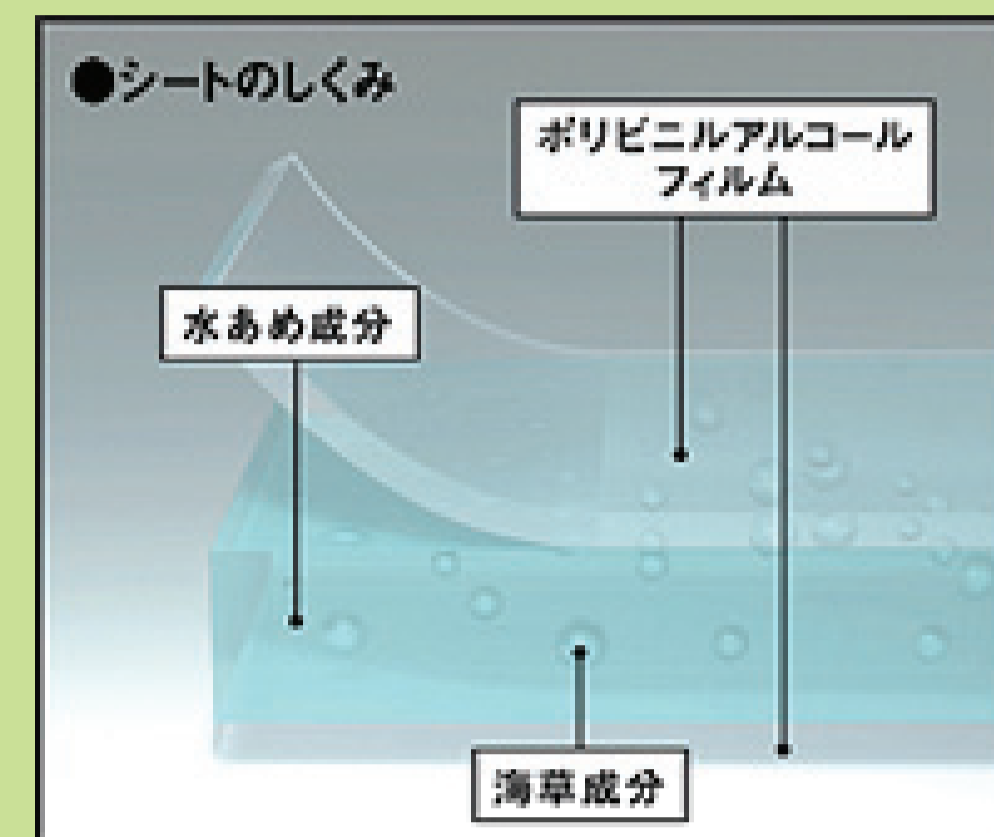 ●シートのしくみ
ポリビニルアルコール
フィルム
水あめ成分
海草成分